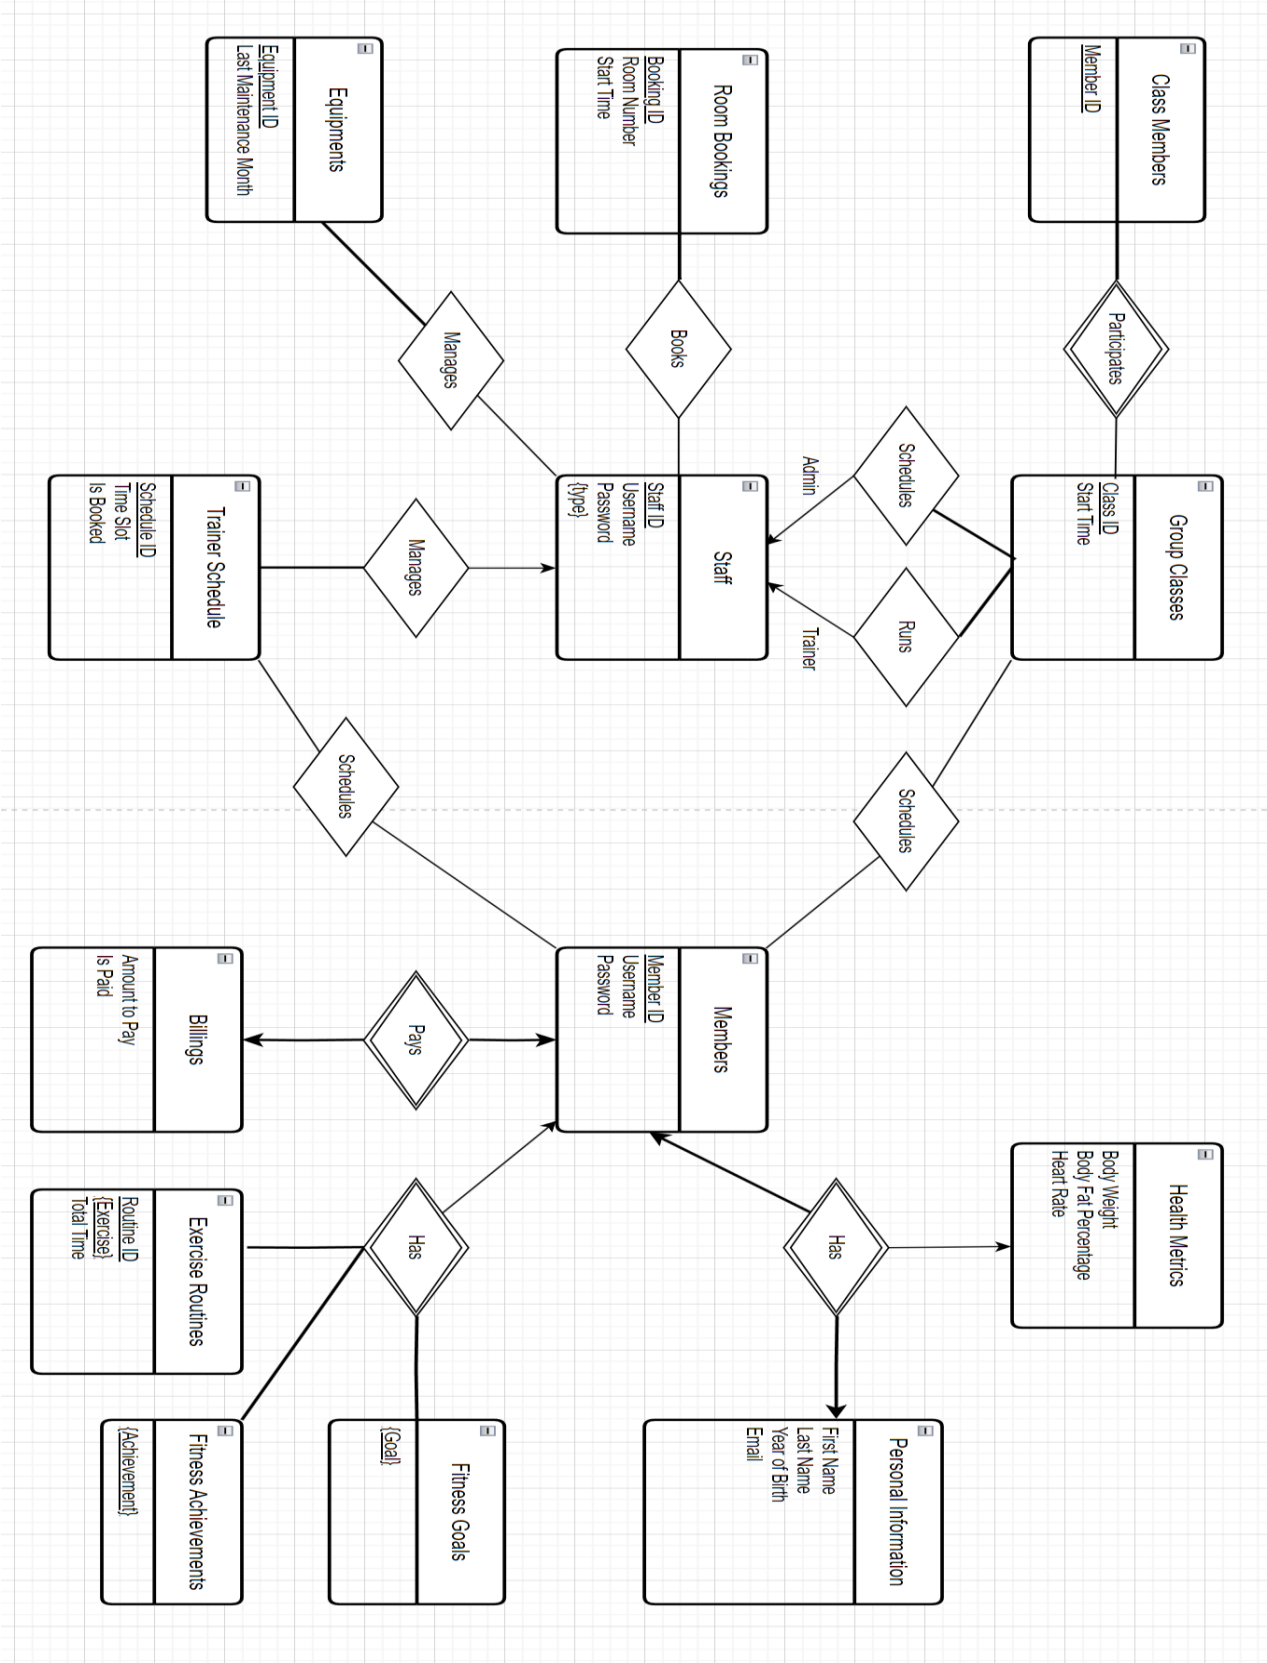 Class Members
Member ID
Participates
Group Classes
Class ID
Start Time
Schedules
Runs
Admin
Trainer
Schedules
Health Metrics
Body Weight
Body Fat Percentage
Heart Rate
Room Bookings
Booking ID
Room Number
Start Time
Books
Staff
Staff ID
Username
Password
{type}
Members
Member ID
Username
Password
Has
Personal Information
First Name
Last Name
Year of Birth
Email
Equipments
Equipment ID
Last Maintenance Month
Manages
Manages
Trainer Schedule
Schedule ID
Time Slot
Is Booked
Schedules
Pays
Billings
Amount to Pay
Is Paid
Has
Exercise Routines
Routine ID
{Exercise}
Total Time
Fitness Goals
{Goal}
Fitness Achievements
{Achievement}